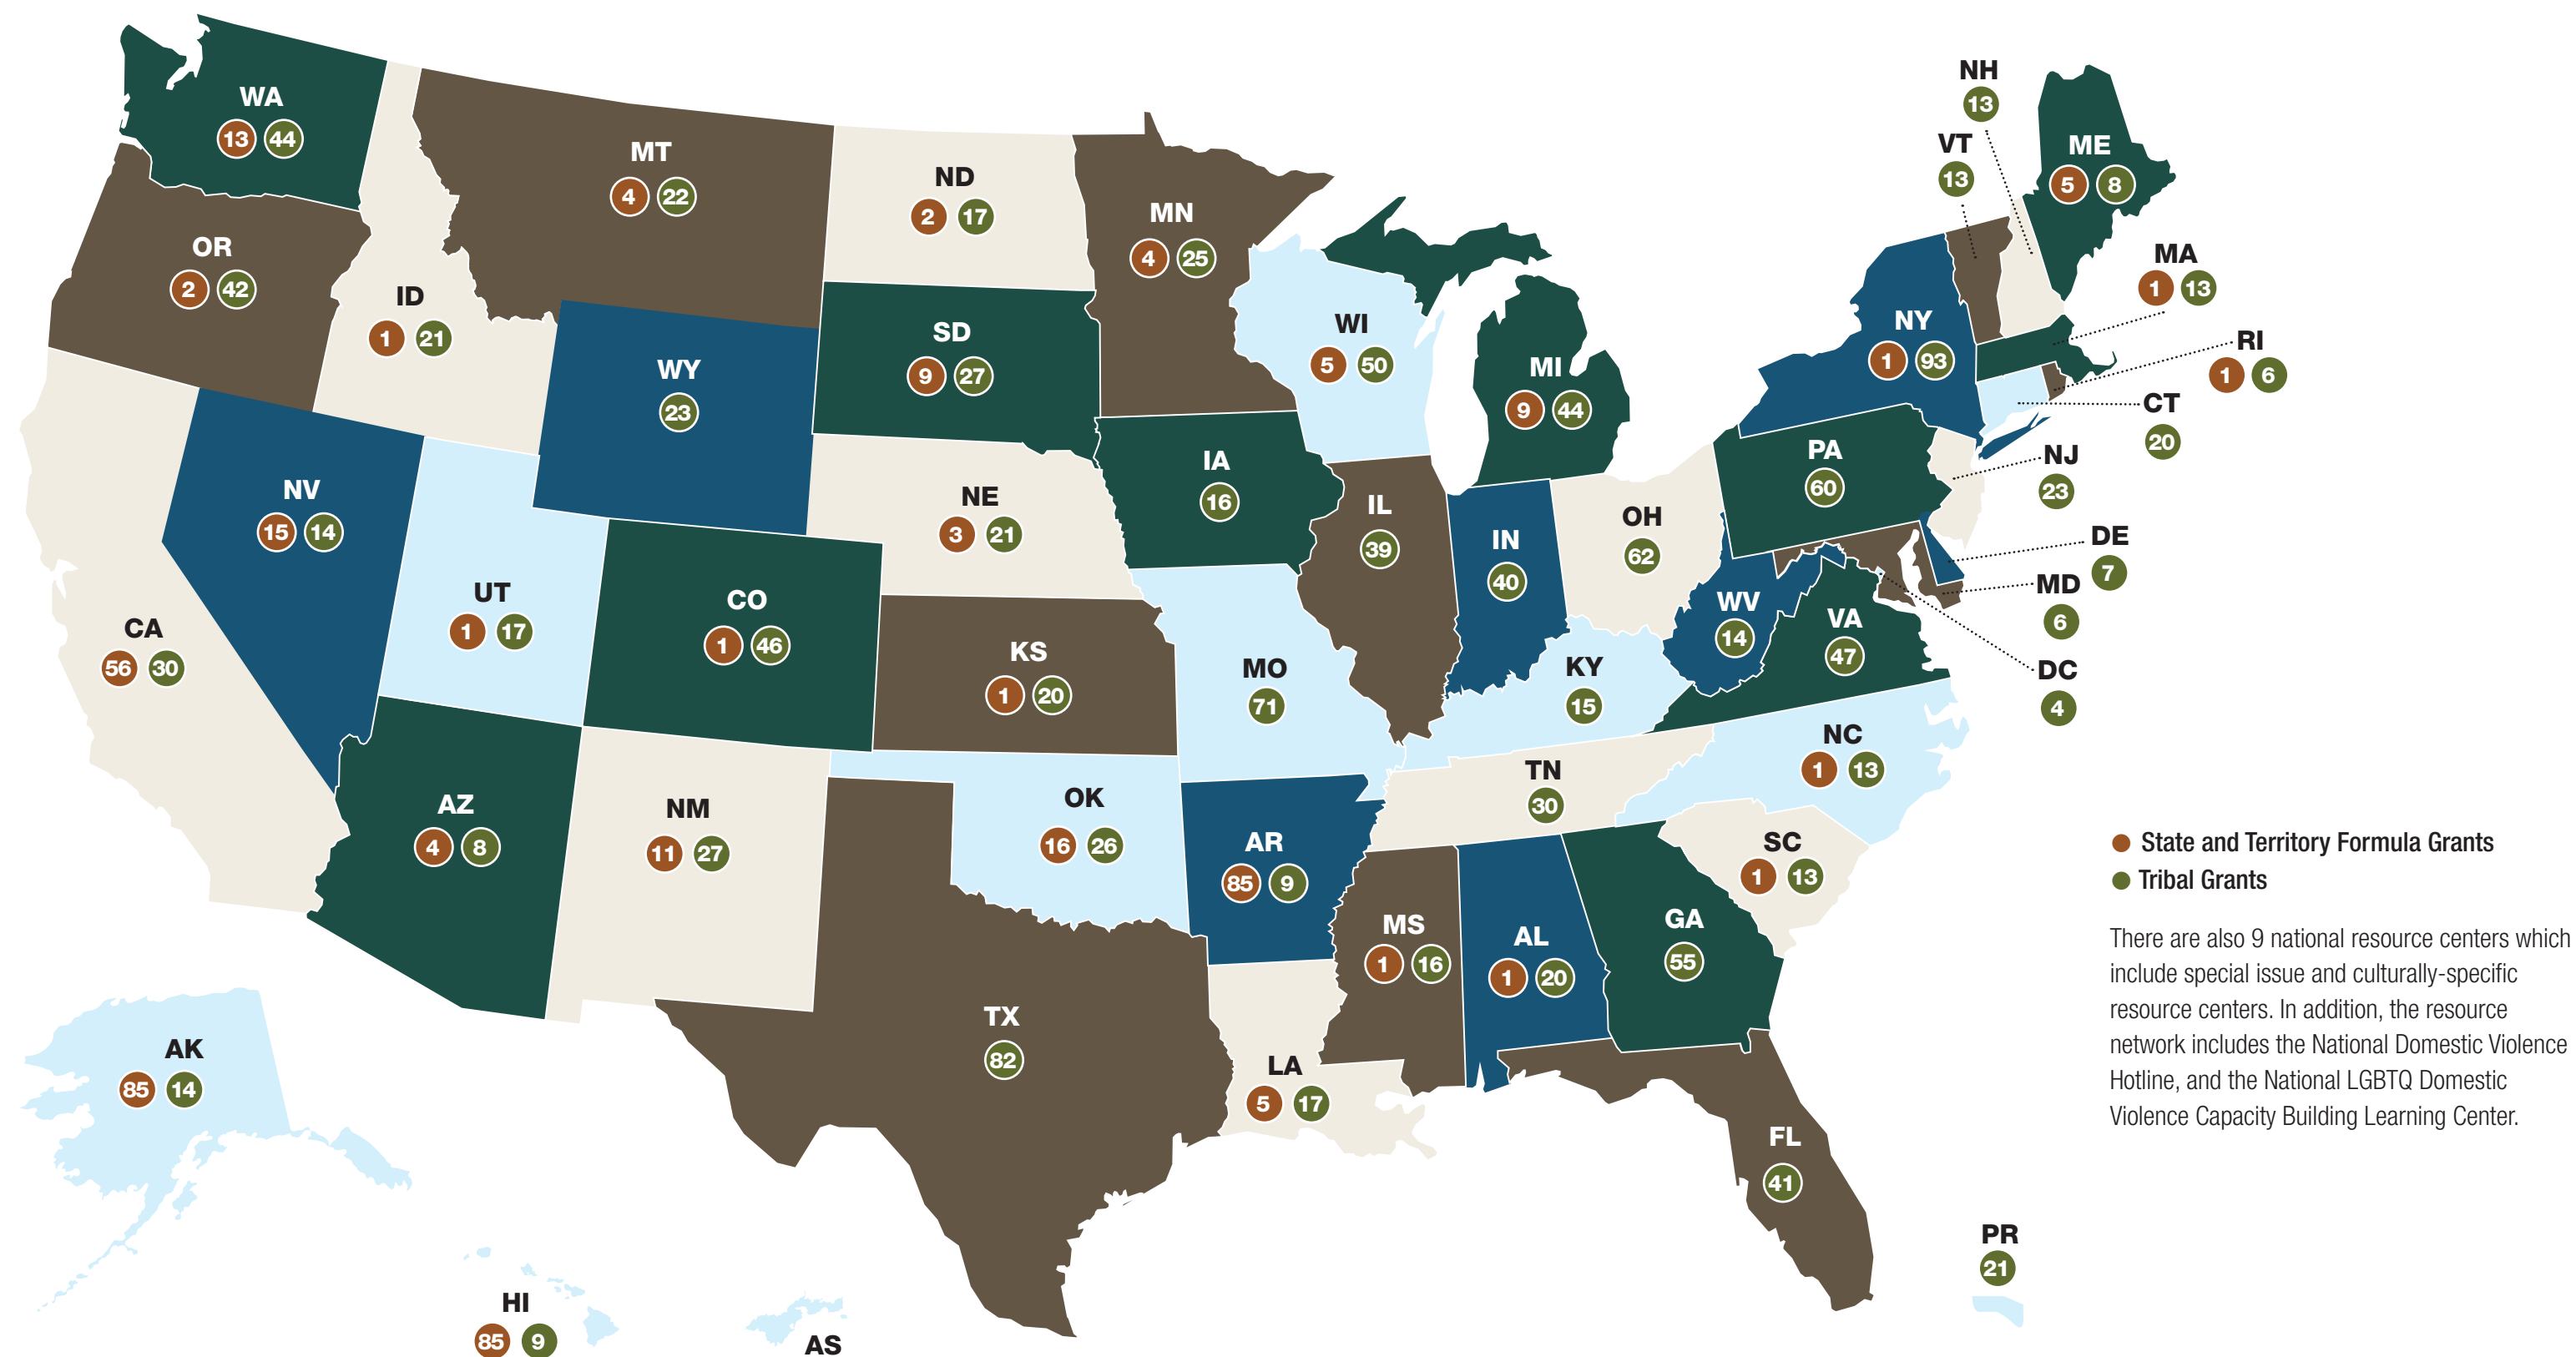 WA
13 44
OR
2 42
CA
56 30
ID
1 21
NV
15 14
MT
4 22
WY
23
UT
1 17
AZ
4 8
CO
1 46
NM
11 27
ND
2 17
SD
9 27
NE
3 21
KS
1 20
OK
16 26
TX
82
MN
4 25
IA
16
MO
71
AR
85 9
LA
5 17
WI
5 50
IL
39
MI
9 44
IN
40
OH
62
KY
15
TN
30
MS
1 16
AL
1 20
GA
55
FL
41
SC
1 13
NC
1 13
VA
47
WV
14
PA
60
NY
1 93
VT
13
NH
13
ME
5 8
MA
1 13
RI
1 6
CT
20
NJ
23
DE
7
MD
6
DC
4
AK
85 14
HI
85 9
AS
PR
21
State and Territory Formula Grants
Tribal Grants
There are also 9 national resource centers which
include special issue and culturally-specific
resource centers. In addition, the resource
network includes the National Domestic Violence
Hotline, and the National LGBTQ Domestic
Violence Capacity Building Learning Center.